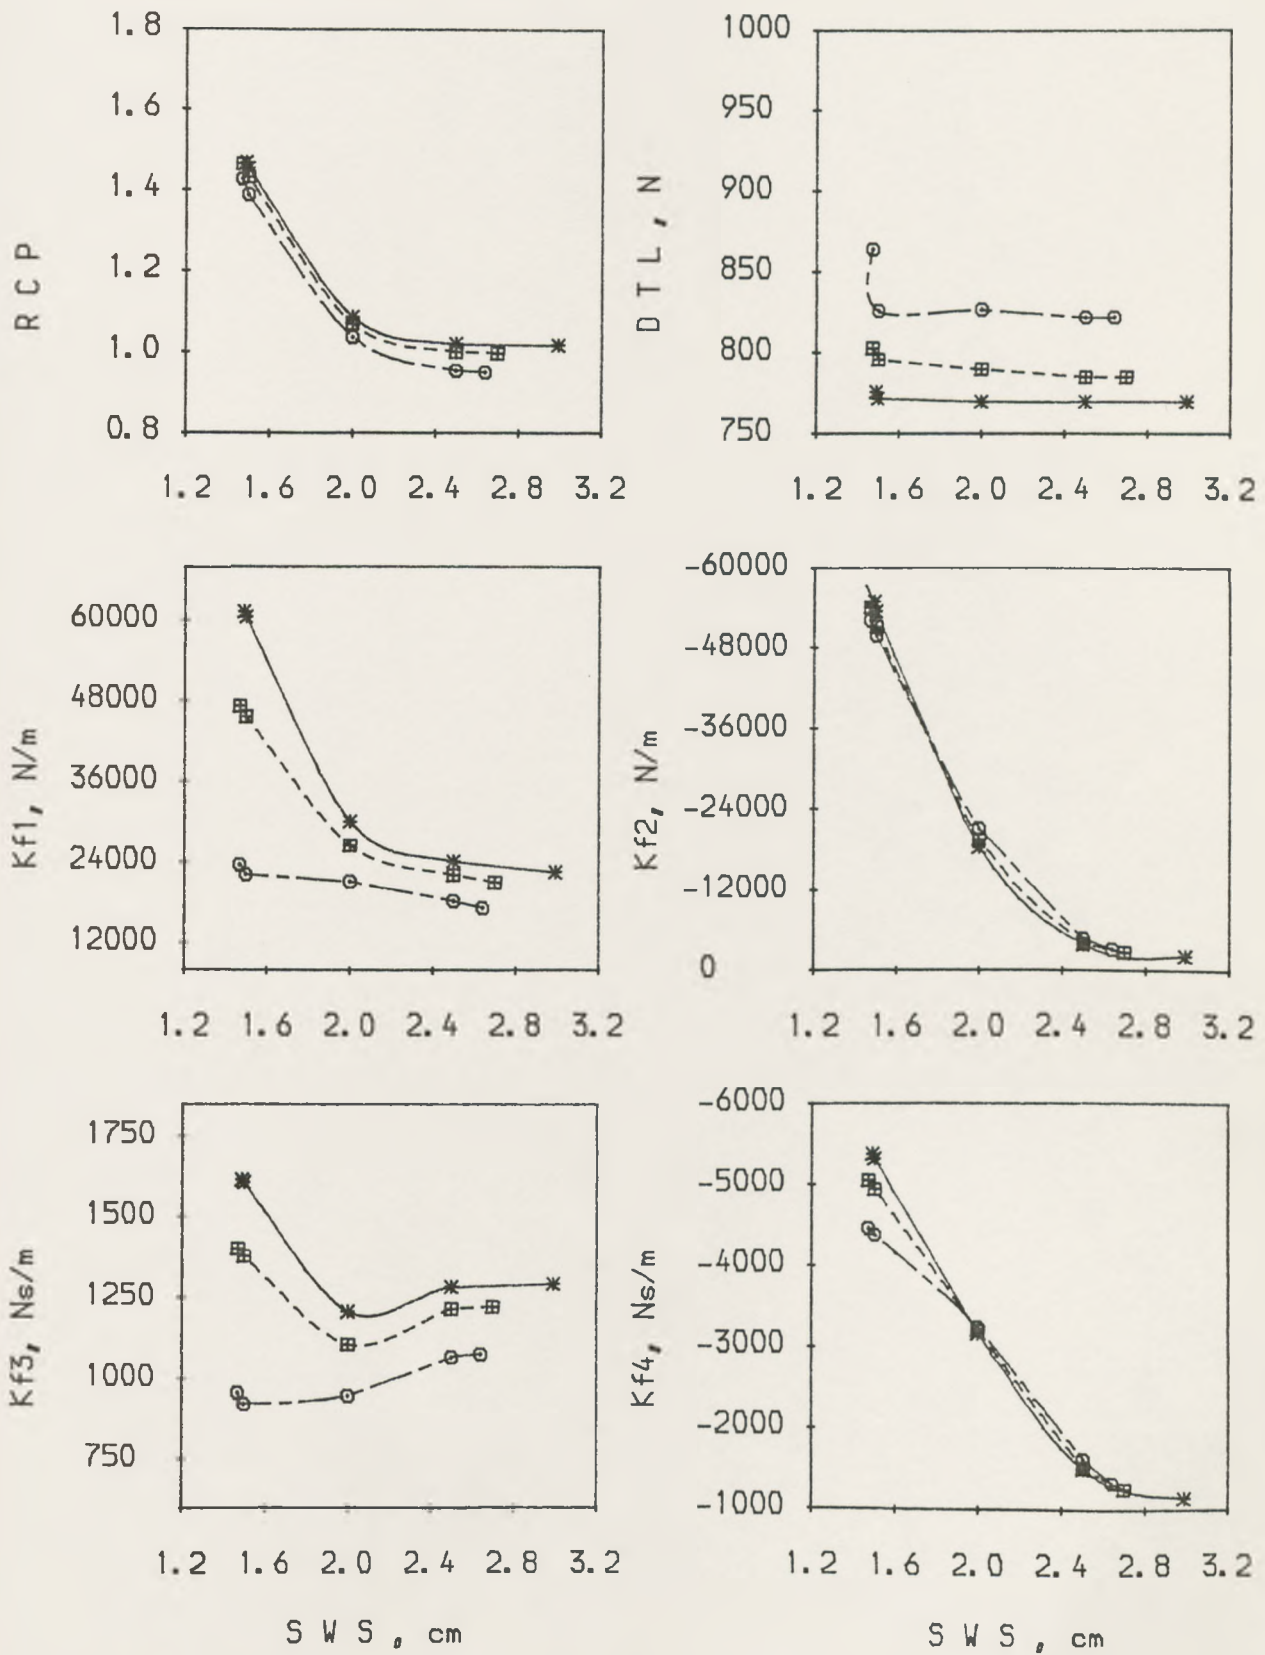 1.8
1.6
1.4
1.2
1.0
0.8
R C P
1.2 1.6 2.0 2.4 2.8 3.2
1000
950
900
850
800
750
D T L , N
1.2 1.6 2.0 2.4 2.8 3.2
60000
48000
36000
24000
12000
Kf1, N/m
1.2 1.6 2.0 2.4 2.8 3.2
-60000
-48000
-36000
-24000
-12000
0
Kf2, N/m
1.2 1.6 2.0 2.4 2.8 3.2
1750
1500
1250
1000
750
Kf3, Ns/m
1.2 1.6 2.0 2.4 2.8 3.2
S W S , cm
-6000
-5000
-4000
-3000
-2000
-1000
Kf4, Ns/m
1.2 1.6 2.0 2.4 2.8 3.2
S W S , cm